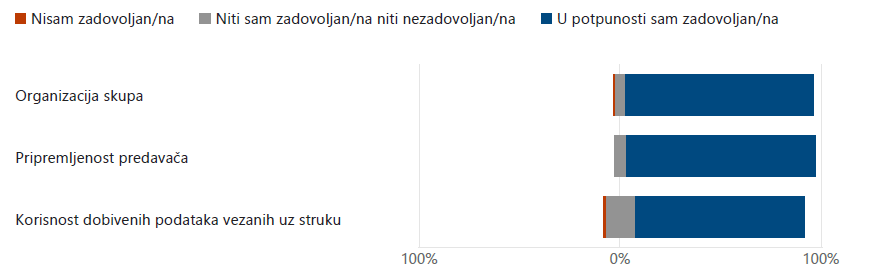 Nisam zadovoljan/na Niti sam zadovoljan/na niti nezadovoljan/na U potpunosti sam zadovoljan/na
Organizacija skupa
Pripremljenost predavača
Korisnost dobivenih podataka vezanih uz struku
100% 0% 100%